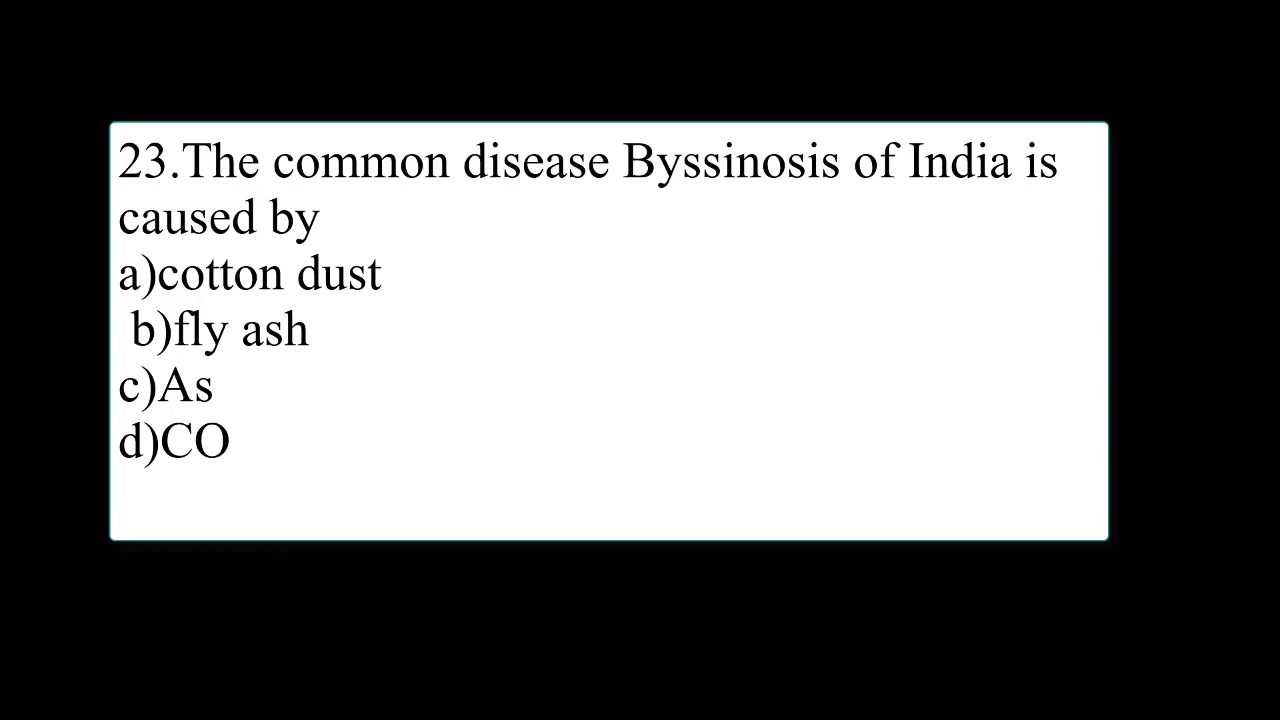 23.The common disease Byssinosis of India is
caused by
a)cotton dust
b)fly ash
c)As
d)CO